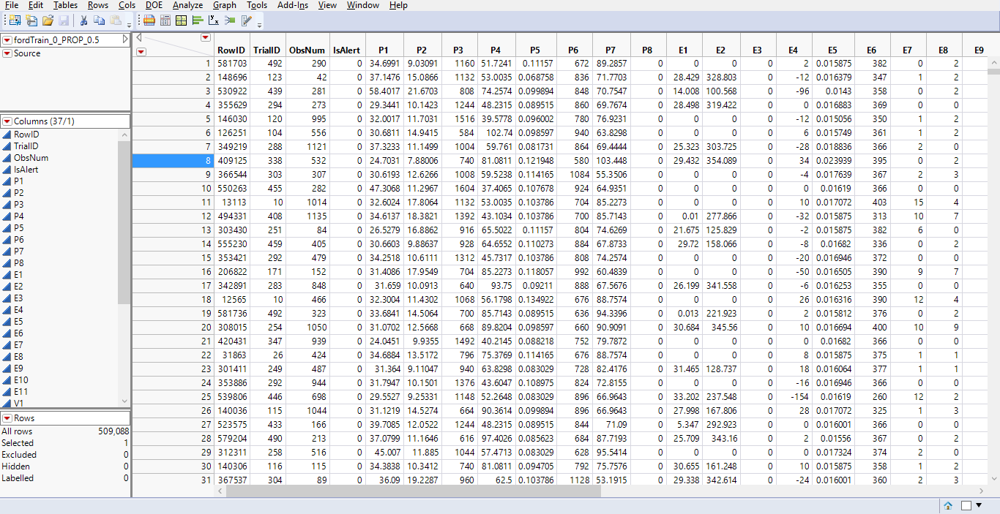 File Edit Tables Rows Cols DOE Analyze Graph Tools Add-Ins View Window Help
fordTrain_0_PROP_0.5
Source
Columns (37/1)
RowID
TrialID
ObsNum
IsAlert
P1
P2
P3
P4
P5
P6
P7
P8
E1
E2
E3
E4
E5
E6
E7
E8
E9
E10
E11
V1
Rows
All rows 509,088
Selected 1
Excluded 0
Hidden 0
Labelled 0
RowID TrialID ObsNum IsAlert P1 P2 P3 P4 P5 P6 P7 P8 E1 E2 E3 E4 E5 E6 E7 E8 E9
1 581703 492 290 0 34.6991 9.03091 1160 51.7241 0.11157 672 89.2857 0 0 0 0 2 0.015875 382 0 2
2 148696 123 42 0 37.1476 15.0866 1132 53.0035 0.068758 836 71.7703 0 28.429 328.803 0 -12 0.016379 347 1 2
3 530922 439 281 0 58.4017 21.6703 808 74.2574 0.099894 848 70.7547 0 14.008 100.568 0 -96 0.0143 358 0 2
4 355629 294 273 0 29.3441 10.1423 1244 48.2315 0.089515 860 69.7674 0 28.498 319.422 0 0 0.016883 369 0 0
5 146030 120 995 0 32.0017 11.7031 1516 39.5778 0.096002 780 76.9231 0 0 0 0 -12 0.015056 350 1 2
6 126251 104 556 0 30.6811 14.9415 584 102.74 0.098597 940 63.8298 0 0 0 0 6 0.015749 361 1 2
7 349219 288 1121 0 37.3233 11.1499 1004 59.761 0.081731 864 69.4444 0 25.323 303.725 0 -28 0.018836 366 2 0
8 409125 338 532 0 24.7031 7.88006 740 81.0811 0.121948 580 103.448 0 29.432 354.089 0 34 0.023939 395 0 2
9 366544 303 307 0 30.6193 12.6266 1008 59.5238 0.114165 1084 55.3506 0 0 0 0 -4 0.017639 367 2 3
10 550263 455 282 0 47.3068 11.2967 1604 37.4065 0.107678 924 64.9351 0 0 0 0 0 0.01619 366 0 0
11 13113 10 1014 0 32.6024 17.8064 1132 53.0035 0.103786 704 85.2273 0 0 0 0 10 0.017072 403 15 4
12 494331 408 1135 0 34.6137 18.3821 1392 43.1034 0.103786 700 85.7143 0 0.01 277.866 0 -32 0.015875 313 10 7
13 303430 251 84 0 26.5279 16.8862 916 65.5022 0.11157 804 74.6269 0 21.675 125.829 0 -2 0.015875 382 6 0
14 555230 459 405 0 30.6603 9.88637 928 64.6552 0.110273 884 67.8733 0 29.72 158.066 0 -8 0.01682 336 0 2
15 353421 292 479 0 34.2518 10.6111 1312 45.7317 0.103786 808 74.2574 0 0 0 0 -20 0.016946 372 0 0
16 206822 171 152 0 31.4086 17.9549 704 85.2273 0.118057 992 60.4839 0 0 0 0 -50 0.016505 390 9 7
17 342891 283 848 0 31.659 10.0913 640 93.75 0.09211 888 67.5676 0 26.199 341.558 0 -6 0.016253 355 0 0
18 12565 10 466 0 32.3004 11.4302 1068 56.1798 0.134922 676 88.7574 0 0 0 0 26 0.016316 390 12 4
19 581736 492 323 0 33.6841 14.5064 700 85.7143 0.089515 636 94.3396 0 0.013 221.923 0 2 0.015812 376 0 2
20 308015 254 1050 0 31.0702 12.5668 668 89.8204 0.098597 660 90.9091 0 30.684 345.56 0 10 0.016694 400 10 9
21 420431 347 939 0 24.0451 9.9355 1492 40.2145 0.088218 752 79.7872 0 0 0 0 0 0.01682 366 0 0
22 31863 26 424 0 34.6884 13.5172 796 75.3769 0.114165 676 88.7574 0 0 0 0 8 0.015875 375 1 1
23 301411 249 487 0 31.364 9.11047 940 63.8298 0.083029 728 82.4176 0 31.465 128.737 0 18 0.016064 377 1 1
24 353886 292 944 0 31.7947 10.1501 1376 43.6047 0.108975 824 72.8155 0 0 0 0 -16 0.016946 366 0 0
25 539806 446 698 0 29.5527 9.25331 1148 52.2648 0.083029 896 66.9643 0 33.202 237.548 0 -154 0.01619 260 12 2
26 140036 115 1044 0 31.1219 14.5274 664 90.3614 0.099894 896 66.9643 0 27.998 167.806 0 28 0.017072 325 1 3
27 523575 433 166 0 39.7085 12.0522 1244 48.2315 0.089515 844 71.09 0 5.347 292.923 0 0 0.016001 366 0 0
28 579204 490 213 0 37.0799 11.1646 616 97.4026 0.085623 684 87.7193 0 25.709 343.16 0 2 0.01556 367 0 2
29 312311 258 516 0 45.007 11.885 1044 57.4713 0.083029 628 95.5414 0 0 0 0 0 0.017324 374 2 0
30 140306 116 115 0 34.3838 10.3412 740 81.0811 0.094705 792 75.7576 0 30.655 161.248 0 10 0.015875 358 1 2
31 367537 304 89 0 36.09 19.2287 960 62.5 0.103786 1128 53.1915 0 29.338 342.614 0 -24 0.016001 360 2 3